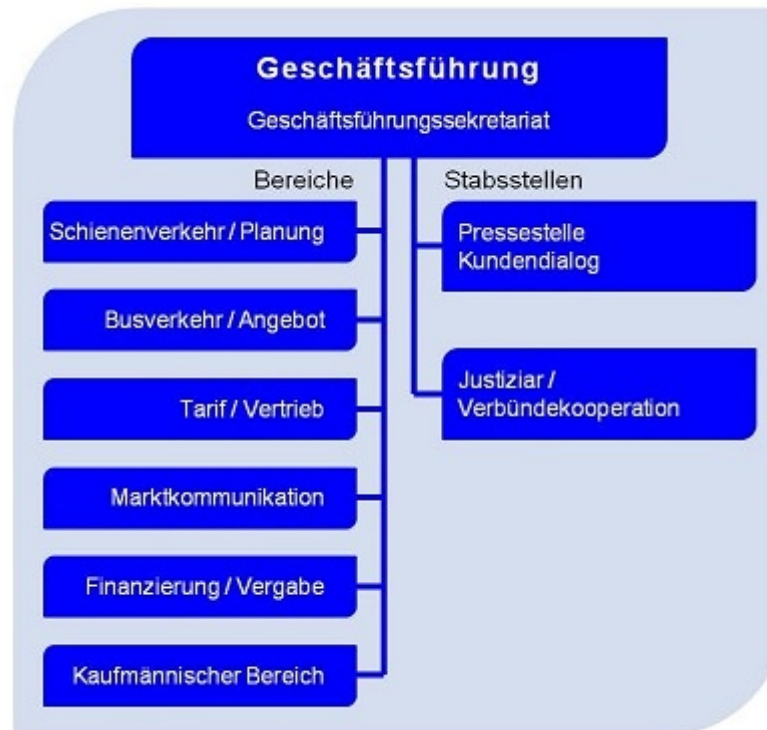 Geschäftsführung
Geschäftsführungssekretariat
Bereiche
Schienenverkehr / Planung
Busverkehr / Angebot
Tarif / Vertrieb
Marktkommunikation
Finanzierung / Vergabe
Kaufmännischer Bereich
Stabsstellen
Pressestelle
Kundendialog
Justiziar /
Verbündekooperation